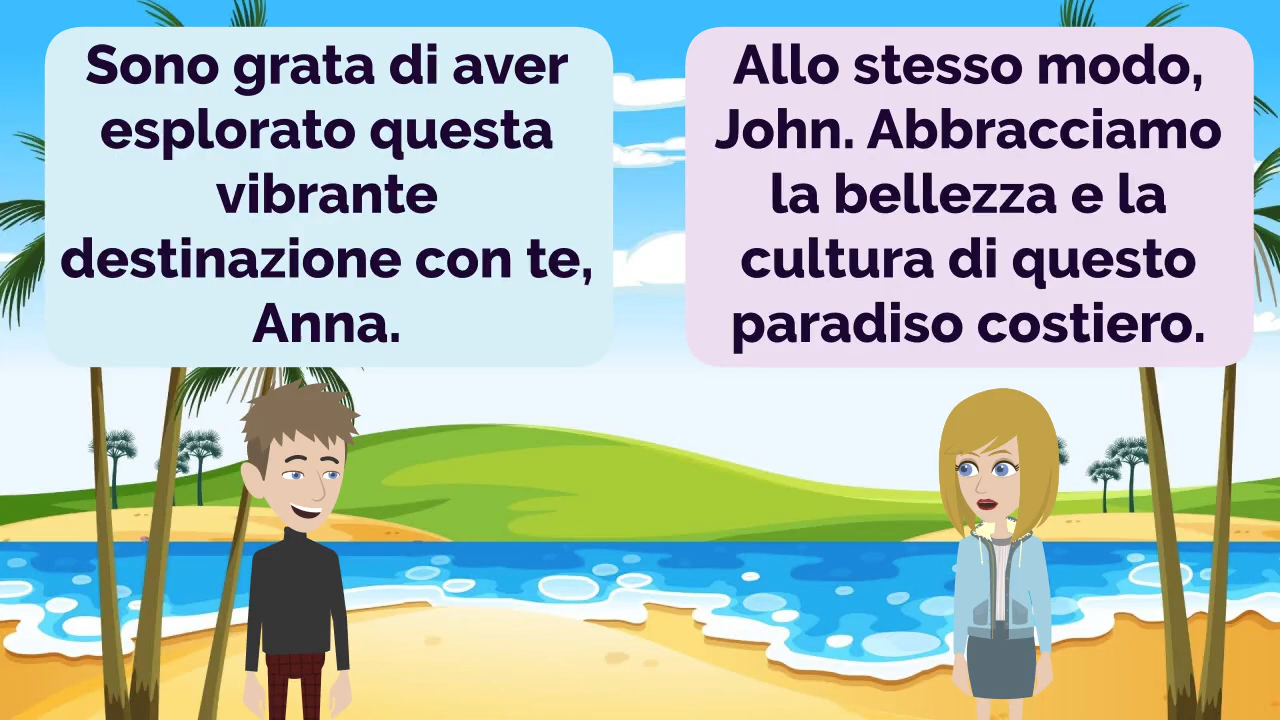 Sono grata di aver
esplorato questa
vibrante
destinazione con te,
Anna.
Allo stesso modo,
John. Abbracciamo
la bellezza e la
cultura di questo
paradiso costiero.